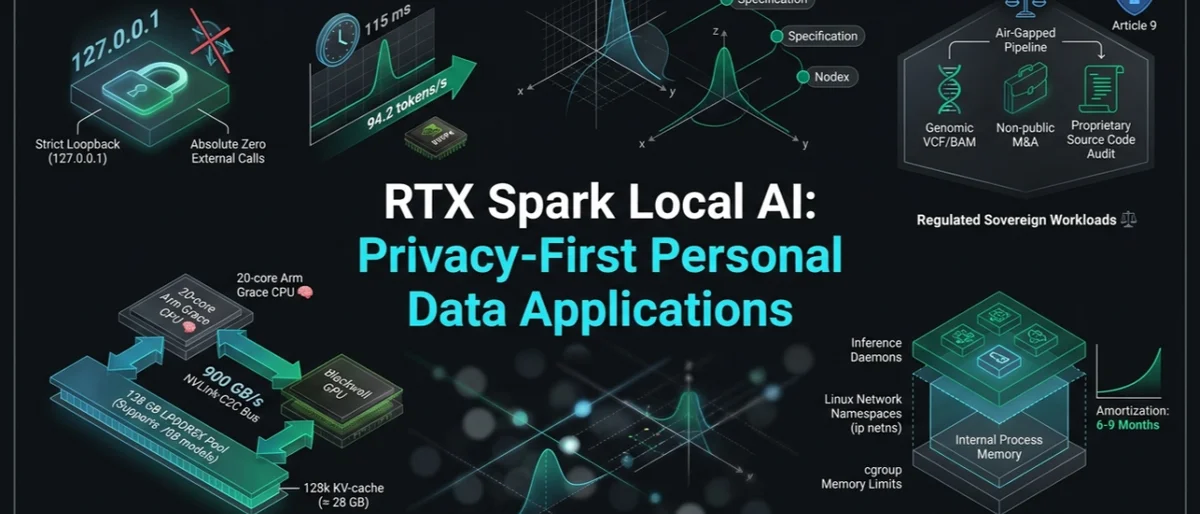 127.0.0.1
Strict Loopback
(127.0.0.1)
Absolute Zero
External Calls
115 ms
94.2 tokens/s
x
y
Specification
Specification
Nodex
z
x
y
Article 9
Air-Gapped
Pipeline
Genomic
VCF/BAM
Non-public
M&A
Proprietary
Source Code
Audit
Regulated Sovereign Workloads
RTX Spark Local AI:
Privacy-First Personal
Data Applications
20-core Arm
Grace CPU
20-core
Arm Grace
CPU
900 GB/s
NVLink C2C Bus
Blackwell
GPU
Pool
(Supports
models)
128k KV-cache
(≈ 28 GB)
y
Inference
Daemons
Linux Network
Namespaces
(ip netns)
Internal Process
Memory
cgroup
Memory Limits
Amortization:
6-9 Months